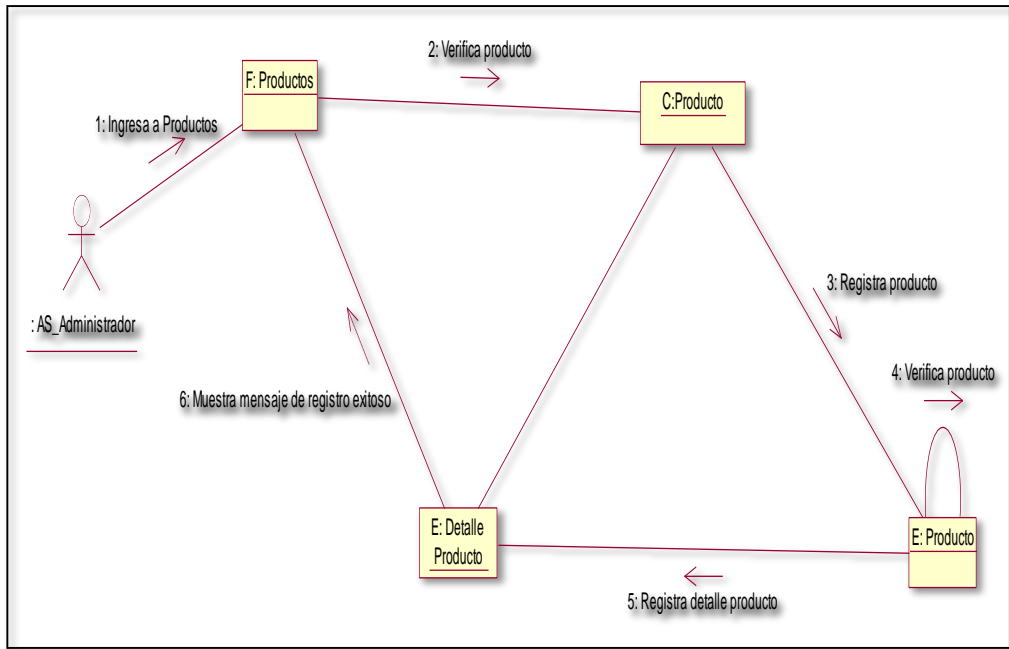 2: Verifica producto
F: Productos
C:Producto
1: Ingresa a Productos
3: Registra producto
: AS_Administrador
4: Verifica producto
6: Muestra mensaje de registro exitoso
E: Detalle
Producto
E: Producto
5: Registra detalle producto